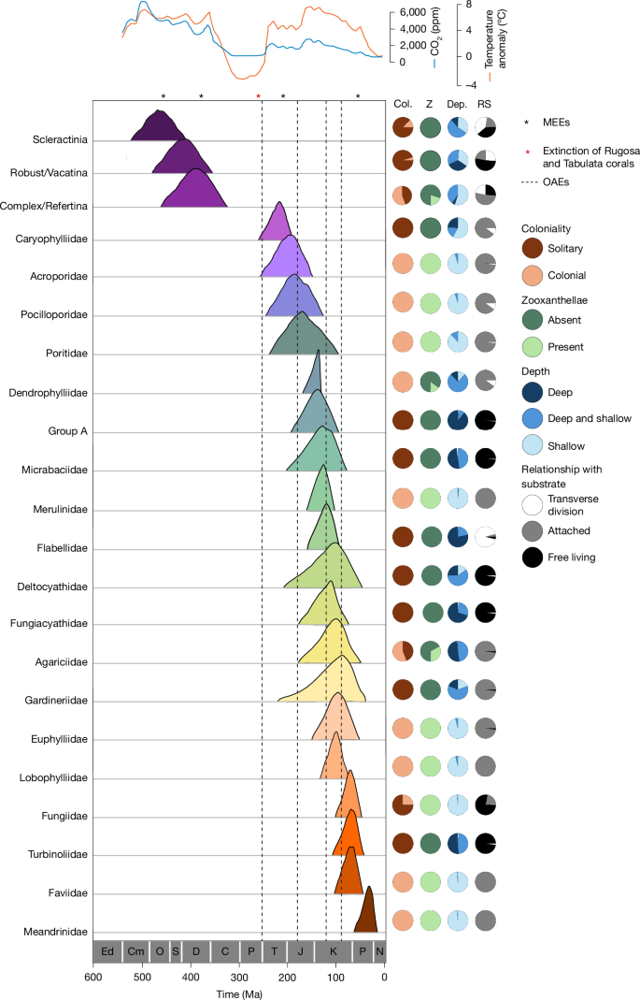 6,000
4,000
2,000
0
CO2 (ppm)
8
4
0
−4
Temperature
anomaly (°C)
* * * * *
Col. Z Dep. RS
Scleractinia
Robust/Vacatina
Complex/Refertina
Caryophylliidae
Acroporidae
Pocilloporidae
Poritidae
Dendrophylliidae
Group A
Micrabaciidae
Merulinidae
Flabellidae
Deltocyathidae
Fungiacyathidae
Agariciidae
Gardineriidae
Euphylliidae
Lobophylliidae
Fungiidae
Turbinoliidae
Faviidae
Meandrinidae
Ed Cm O S D C P T J K P N
600 500 400 300 200 100 0
Time (Ma)
* MEEs
* Extinction of Rugosa
and Tabulata corals
OAEs
Coloniality
Solitary
Colonial
Zooxanthellae
Absent
Present
Depth
Deep
Deep and shallow
Shallow
Relationship with
substrate
Transverse
division
Attached
Free living